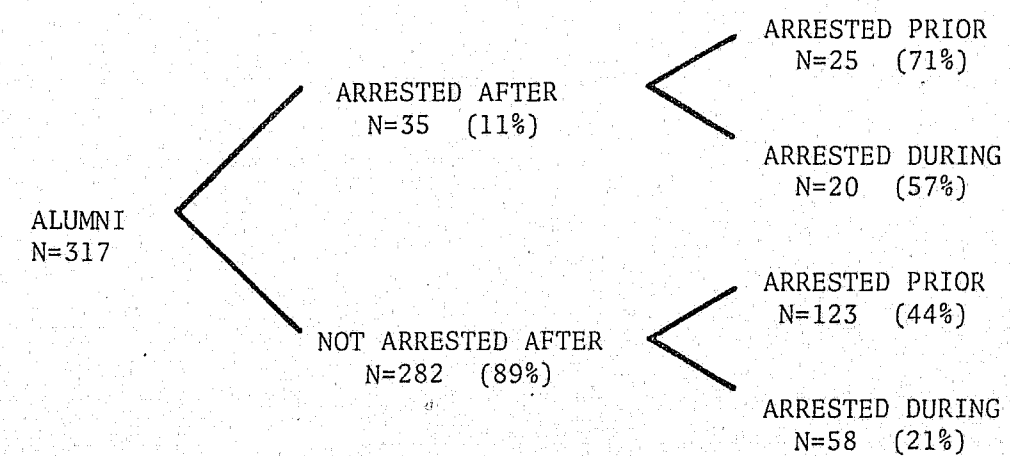 ARRESTED PRIOR
N=25 (71%)
ARRESTED AFTER
N=35 (11%)
ARRESTED DURING
N=20 (57%)
ALUMNI
N=317
ARRESTED PRIOR
N=123 (44%)
NOT ARRESTED AFTER
N=282 (89%)
ARRESTED DURING
N=58 (21%)